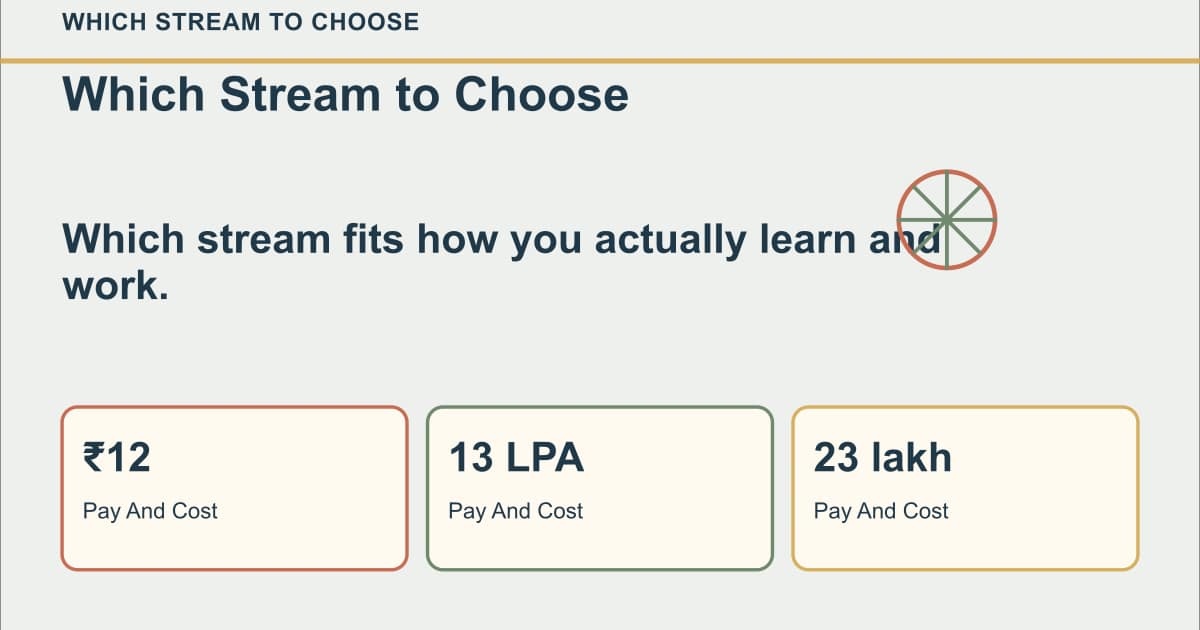 WHICH STREAM TO CHOOSE
Which Stream to Choose
Which stream fits how you actually learn and
work.
₹12
Pay And Cost
13 LPA
Pay And Cost
23 lakh
Pay And Cost